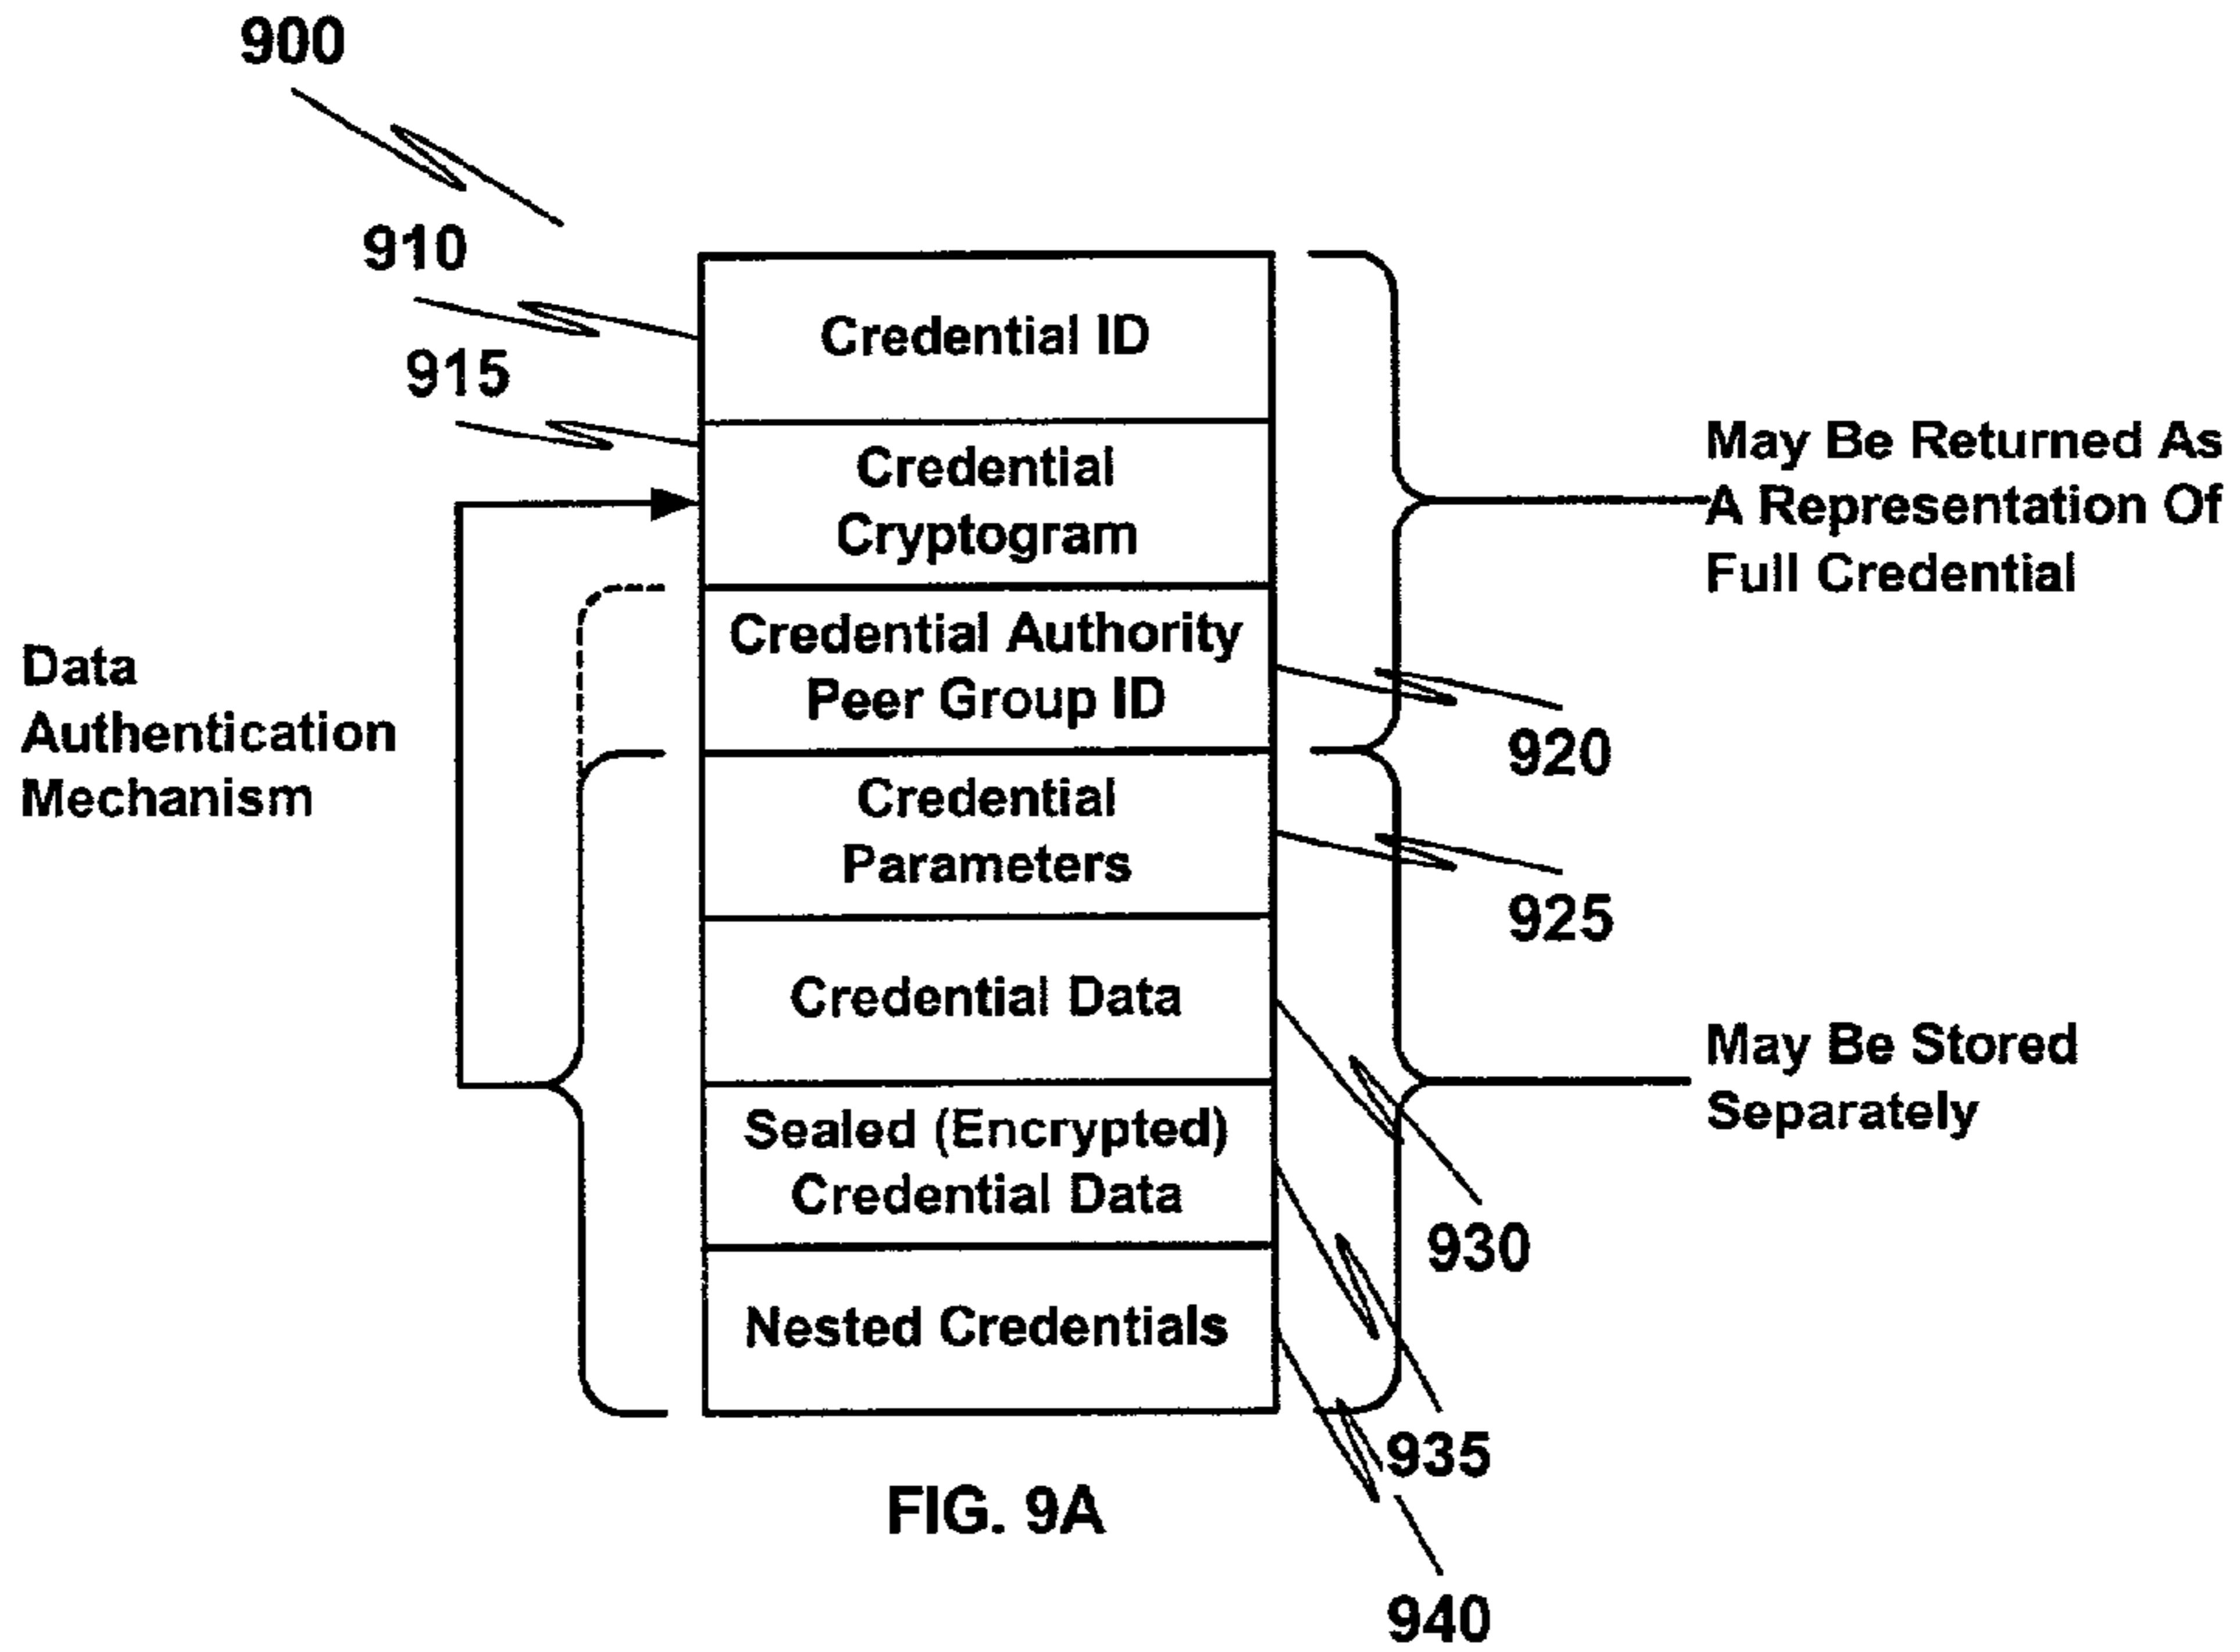 900
910
915
Credential ID
Credential
Cryptogram
Credential Authority
Peer Group ID
Credential
Parameters
Credential Data
Sealed (Encrypted)
Credential Data
Nested Credentials
Data
Authentication
Mechanism
May Be Returned As
A Representation Of
Full Credential
920
925
May Be Stored
Separately
930
935
940
FIG. 9A